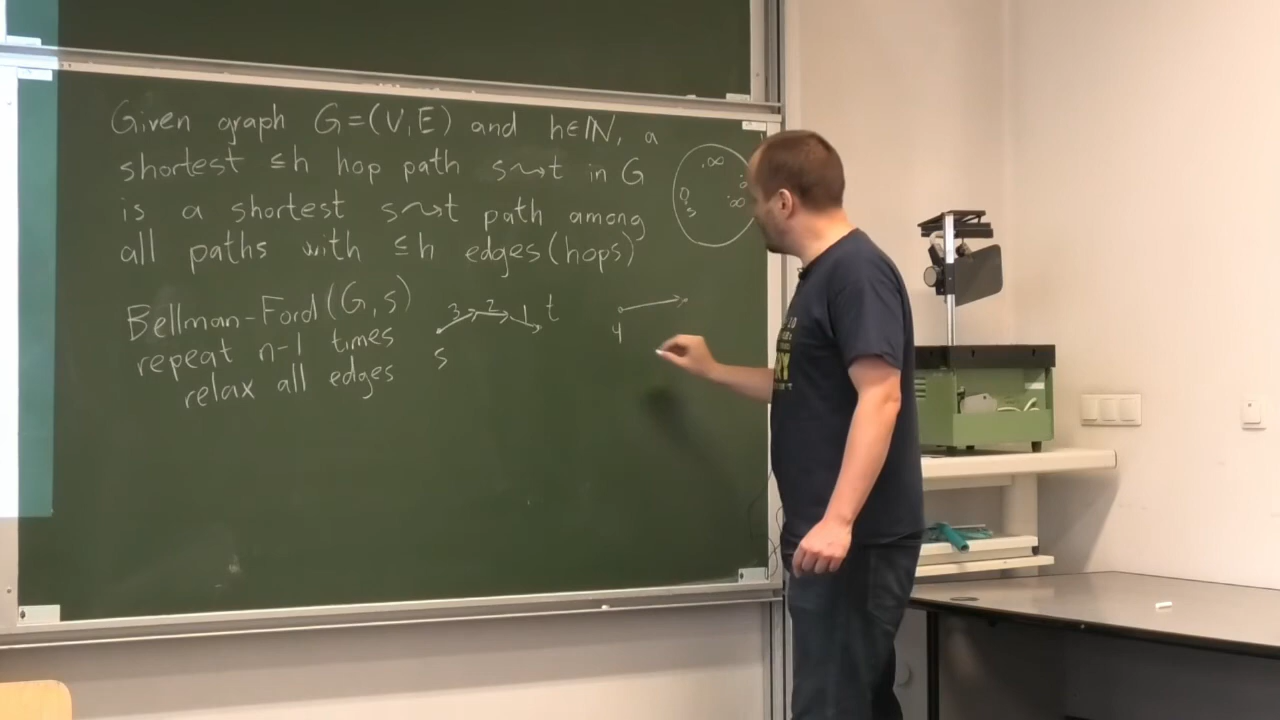 Given graph G=(V,E) and h∈ℕ, a
shortest ≤h hop path s⤳t in G
is a shortest s⤳t path among
all paths with ≤h edges (hops)
Bellman-Ford(G,s)
repeat n-1 times
relax all edges
3 2 1 t
s
∞
0
s
∞
4